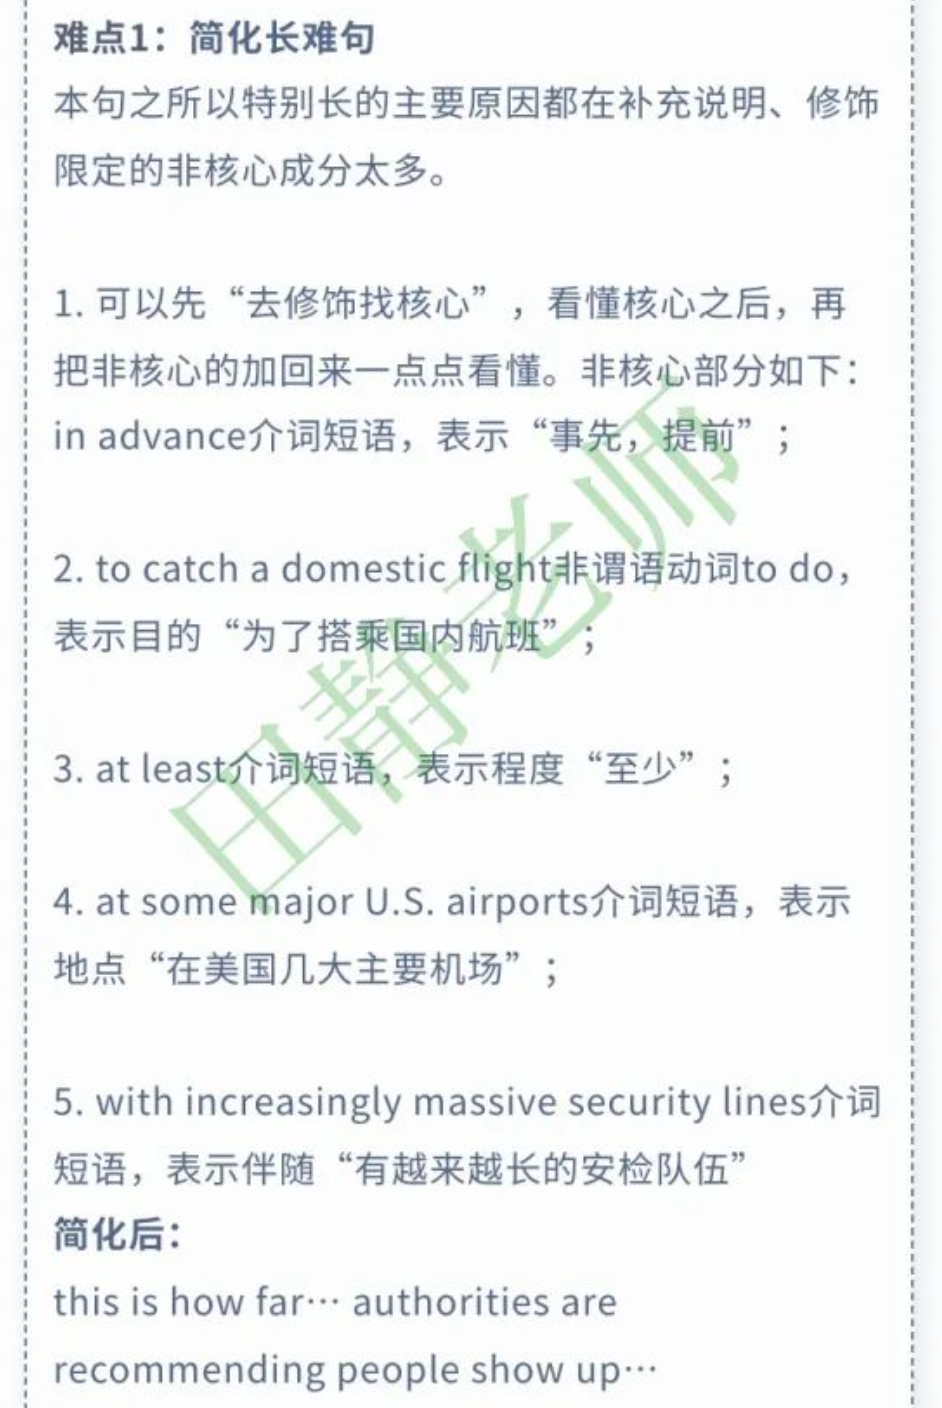 难点1：简化长难句
本句之所以特别长的主要原因都在补充说明、修饰
限定的非核心成分太多。
1. 可以先“去修饰找核心”，看懂核心之后，再
把非核心的加回来一点点看懂。非核心部分如下：
in advance介词短语，表示“事先，提前”；
2. to catch a domestic flight非谓语动词to do，
表示目的“为了搭乘国内航班”；
3. at least介词短语，表示程度“至少”；
4. at some major U.S. airports介词短语，表示
地点“在美国几大主要机场”；
5. with increasingly massive security lines介词
短语，表示伴随“有越来越长的安检队伍”
简化后：
this is how far… authorities are
recommending people show up…
田静老师